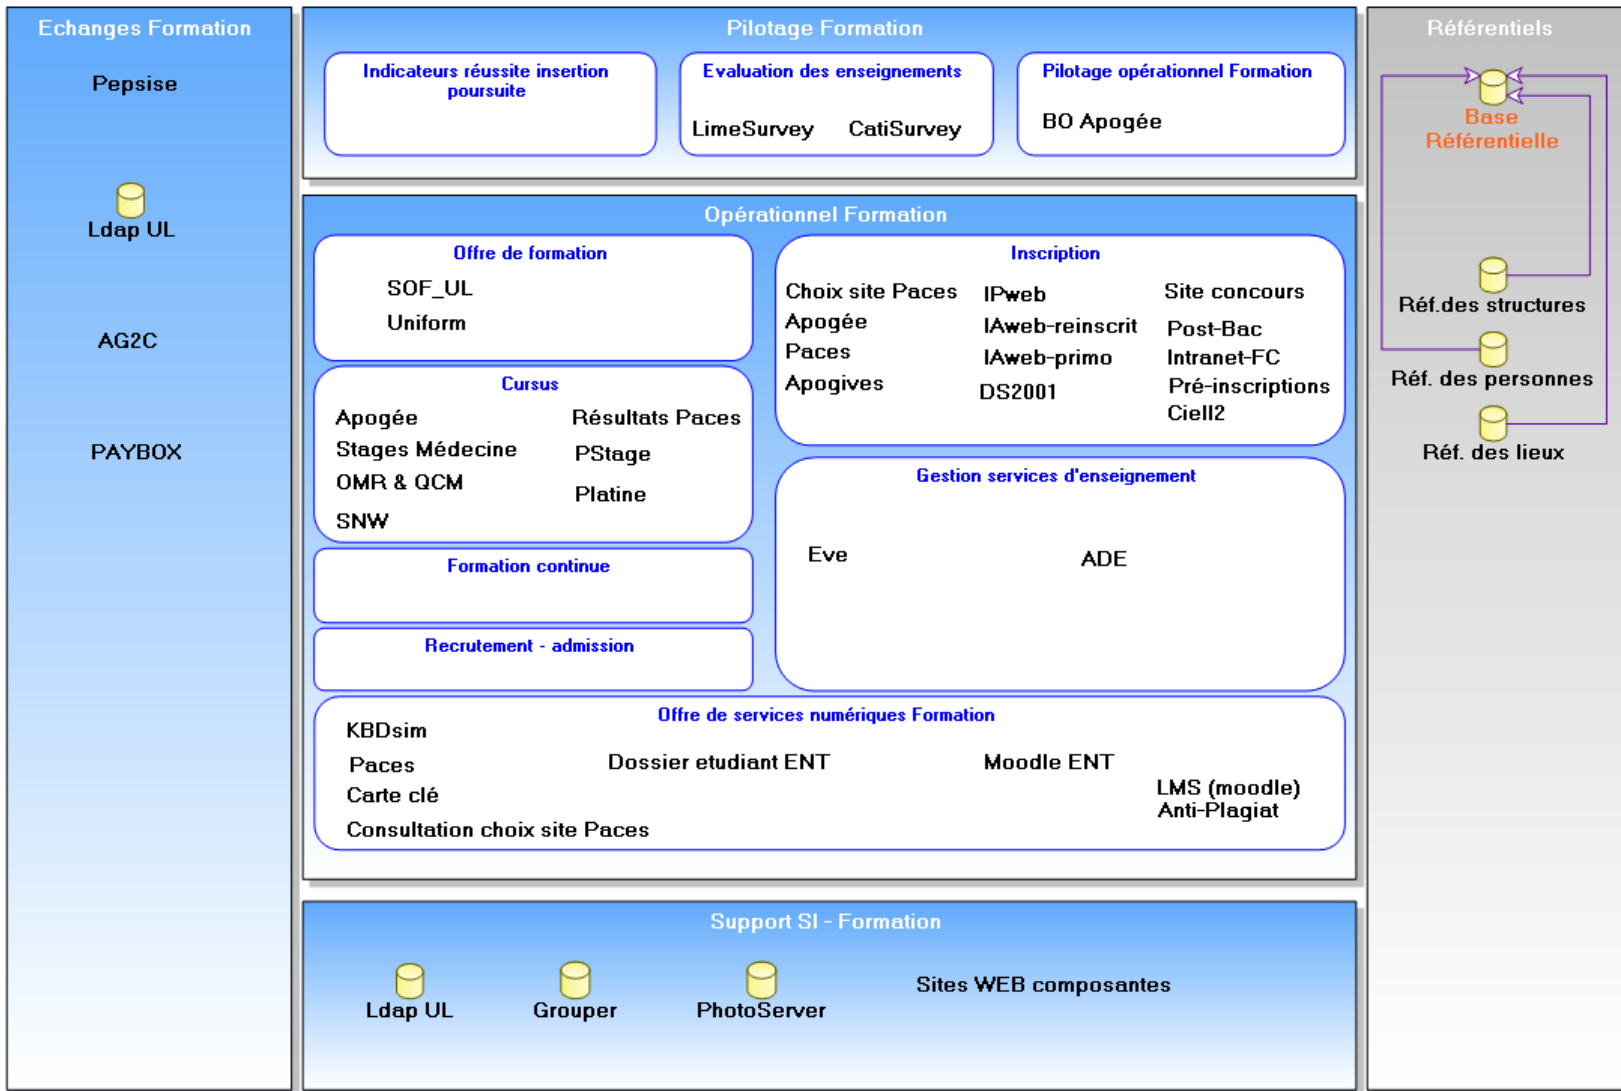 Echanges Formation
Pepsise
Ldap UL
AG2C
PAYBOX
Pilotage Formation
Indicateurs réussite insertion
poursuite
Evaluation des enseignements
LimeSurvey CatiSurvey
Pilotage opérationnel Formation
BO Apogée
Opérationnel Formation
Offre de formation
SOF_UL
Uniform
Cursus
Apogée
Stages Médecine
OMR & QCM
SNW
Résultats Paces
PStage
Platine
Formation continue
Recrutement - admission
Inscription
Choix site Paces
Apogée
Paces
Apogives
IPweb
IAweb-reinscrit
IAweb-primo
DS2001
Site concours
Post-Bac
Intranet-FC
Pré-inscriptions
Ciell2
Gestion services d'enseignement
Eve
ADE
Offre de services numériques Formation
KBDsim
Paces
Carte clé
Consultation choix site Paces
Dossier etudiant ENT
Moodle ENT
LMS (moodle)
Anti-Plagiat
Support SI - Formation
Ldap UL
Grouper
PhotoServer
Sites WEB composantes
Référentiels
Base
Référentielle
Réf.des structures
Réf. des personnes
Réf. des lieux